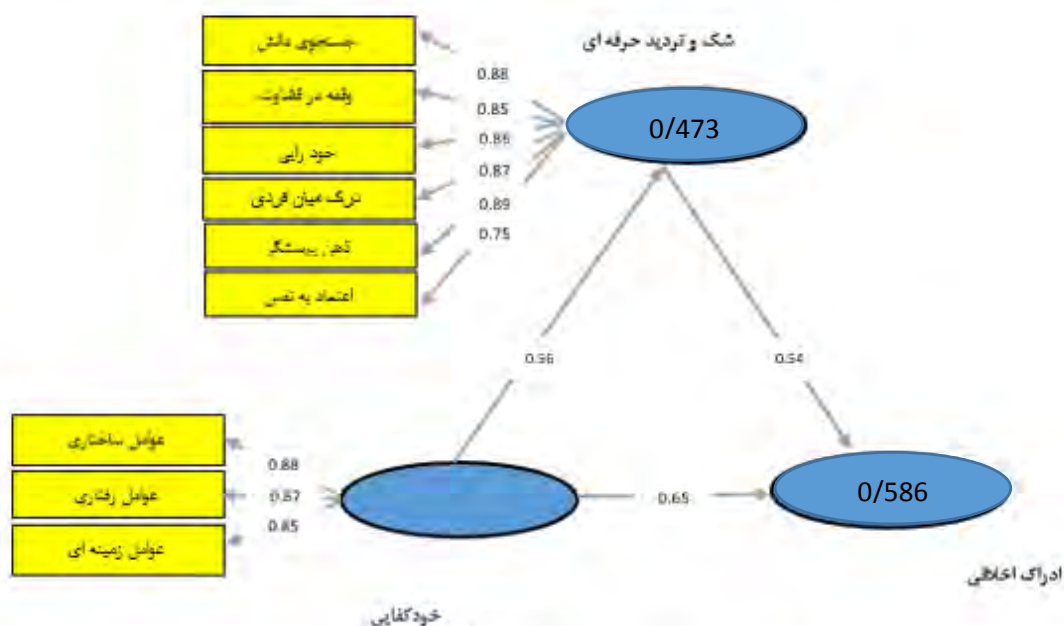 شک و تردید حرفه ای
جستجوی دانش
وقفه در قضاوت
خود رایی
درک میان فردی
ذهن پرسشگر
اعتماد به نفس
0.88
0.85
0.86
0.87
0.89
0.75
0/473
0.56
0.54
عوامل ساختاری
عوامل رفتاری
عوامل زمینه ای
0.88
0.87
0.85
0.65
0/586
ادراک اخلاقی
خودکفایی